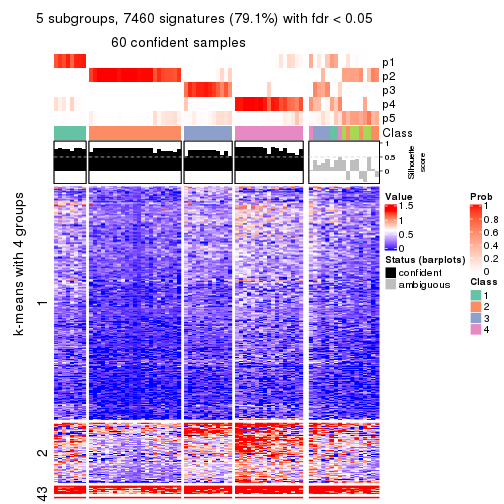 5 subgroups, 7460 signatures (79.1%) with fdr < 0.05
60 confident samples
p1
p2
p3
p4
p5
Class
1
0.5
0
Silhouette
score
k-means with 4 groups
1
2
43
Value
1.5
1
0.5
0
Status (barplots)
confident
ambiguous
Prob
1
0.8
0.6
0.4
0.2
0
Class
1
2
3
4